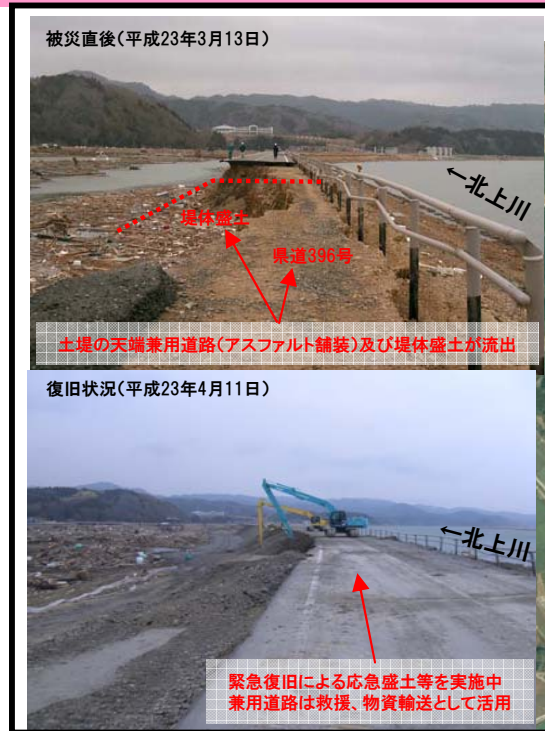 被災直後(平成23年3月13日)
←北上川
堤体盛土
県道396号
土堤の天端兼用道路(アスファルト舗装)及び堤体盛土が流出
復旧状況(平成23年4月11日)
←北上川
緊急復旧による応急盛土等を実施中
兼用道路は救援、物資輸送として活用